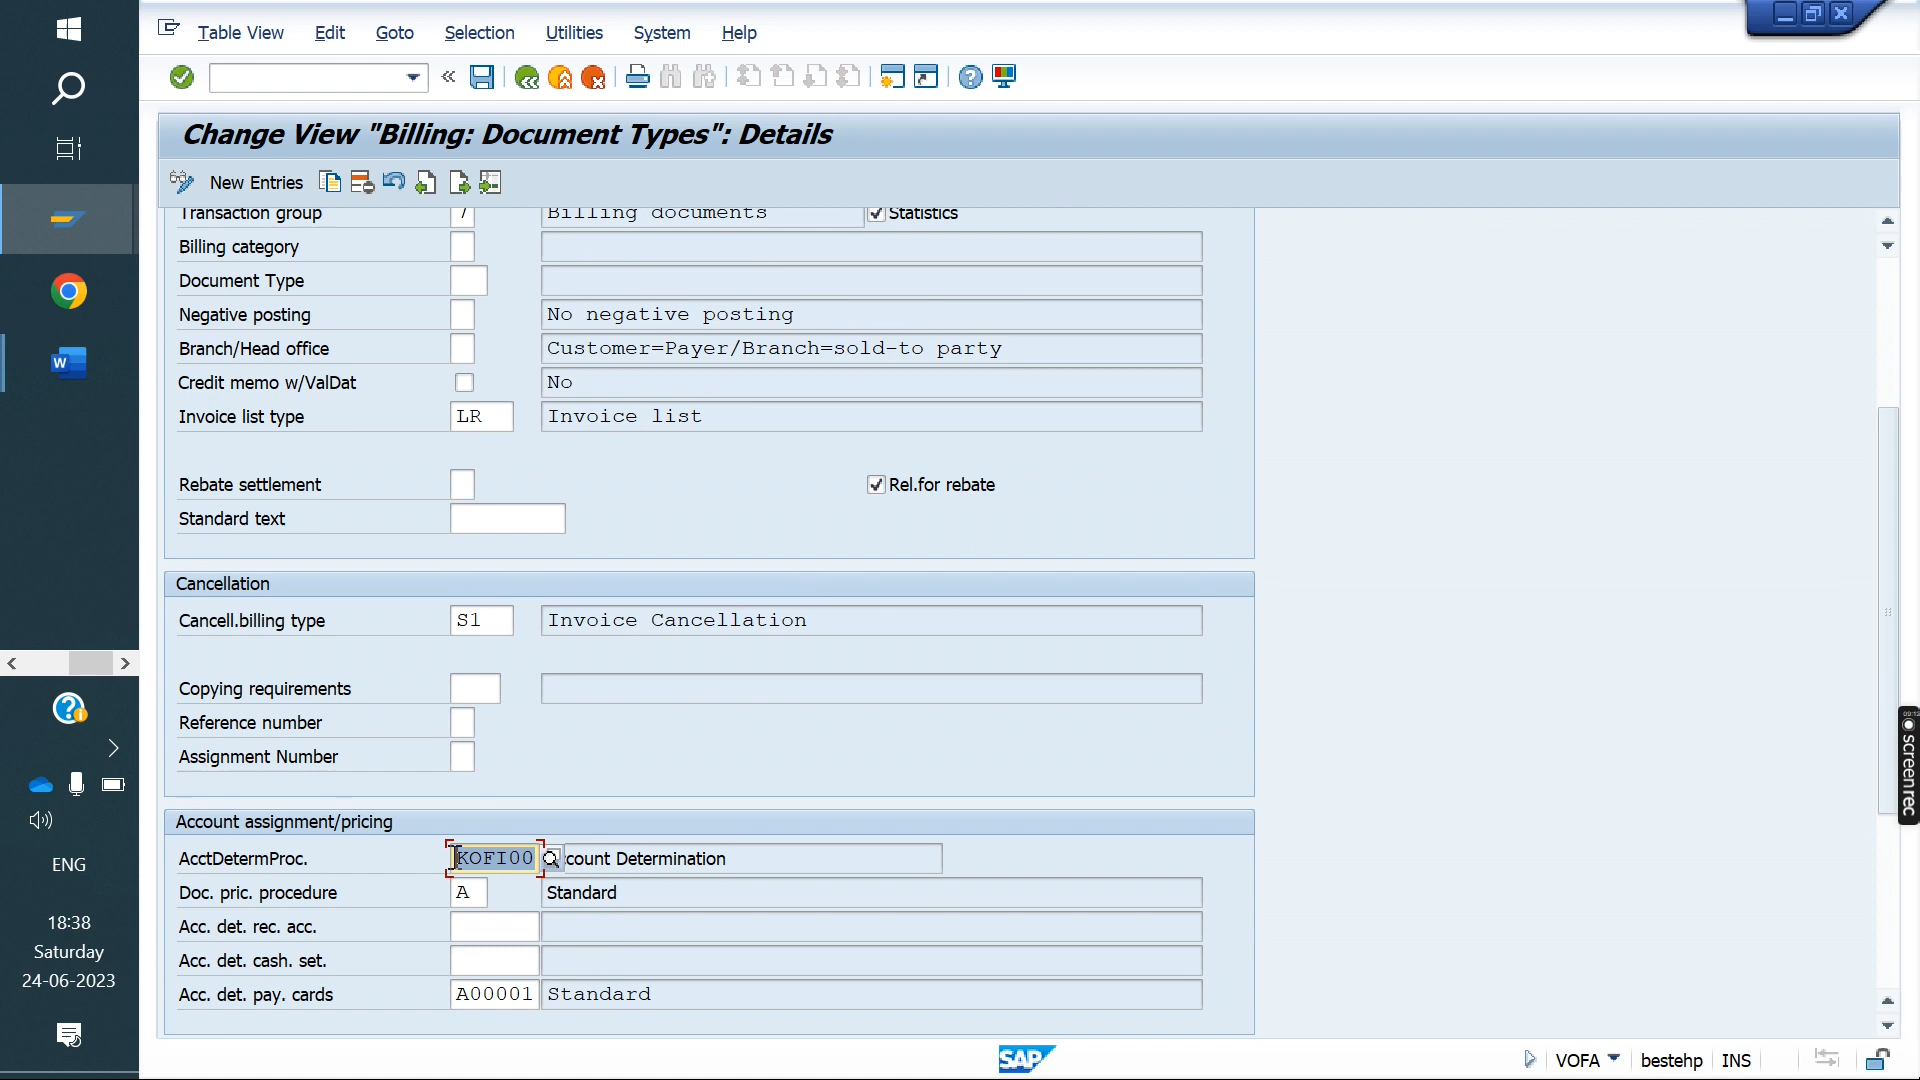 Table View Edit Goto Selection Utilities System Help
Change View "Billing: Document Types": Details
New Entries
Transaction group 7 Billing documents Statistics
Billing category
Document Type
Negative posting No negative posting
Branch/Head office Customer=Payer/Branch=sold-to party
Credit memo w/ValDat No
Invoice list type LR Invoice list
Rebate settlement Rel.for rebate
Standard text
Cancellation
Cancell.billing type S1 Invoice Cancellation
Copying requirements
Reference number
Assignment Number
Account assignment/pricing
AcctDetermProc. KOFI00 count Determination
Doc. pric. procedure A Standard
Acc. det. rec. acc.
Acc. det. cash. set.
Acc. det. pay. cards A00001 Standard
SAP VOFA bestehp INS
W
ENG
18:38
Saturday
24-06-2023
screenrec